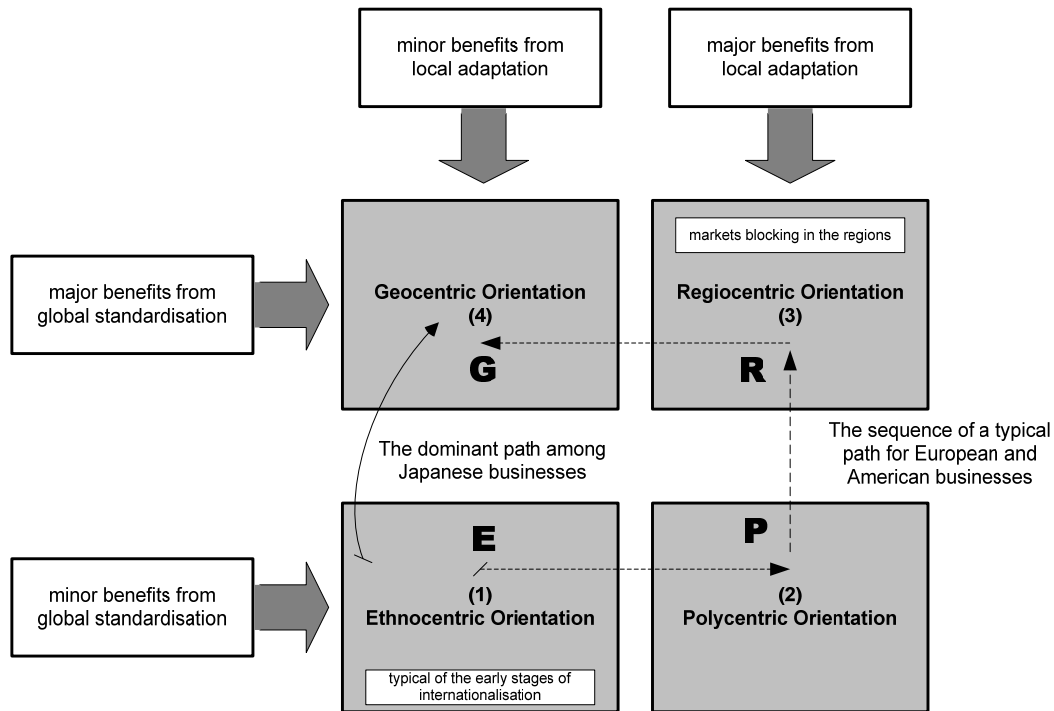 minor benefits from
local adaptation
major benefits from
local adaptation
major benefits from
global standardisation
Geocentric Orientation
(4)
G
markets blocking in the regions
Regiocentric Orientation
(3)
R
The dominant path among
Japanese businesses
The sequence of a typical
path for European and
American businesses
minor benefits from
global standardisation
E
(1)
Ethnocentric Orientation
typical of the early stages of
internationalisation
P
(2)
Polycentric Orientation